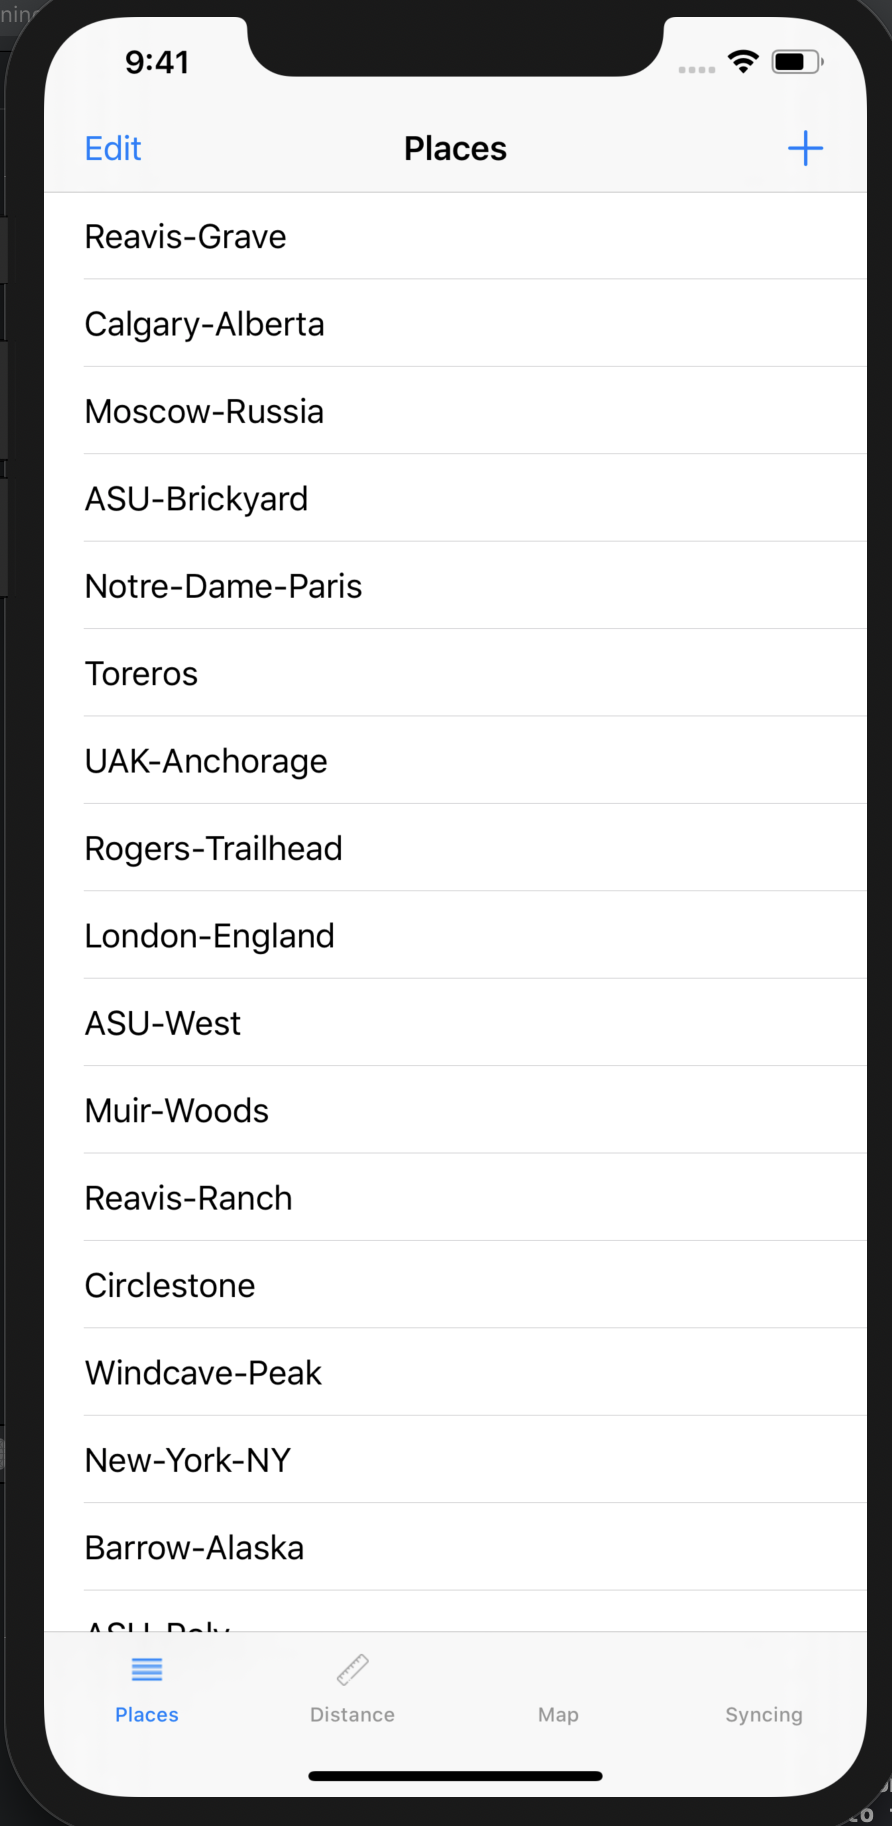 9:41
Edit Places +
Reavis-Grave
Calgary-Alberta
Moscow-Russia
ASU-Brickyard
Notre-Dame-Paris
Toreros
UAK-Anchorage
Rogers-Trailhead
London-England
ASU-West
Muir-Woods
Reavis-Ranch
Circlestone
Windcave-Peak
New-York-NY
Barrow-Alaska
ASU-Poly
Places Distance Map Syncing